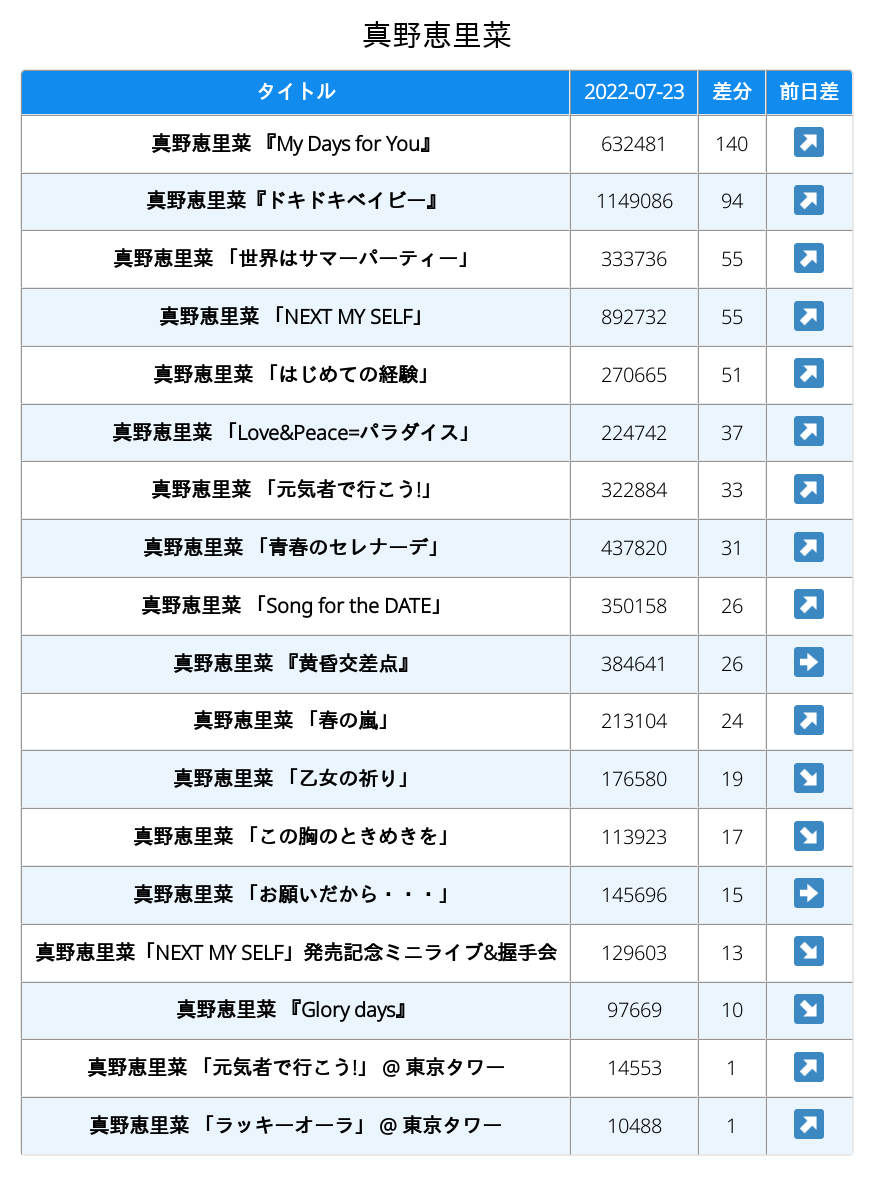 真野恵里菜
タイトル 2022-07-23 差分 前日差
真野恵里菜 『My Days for You』 632481 140 ↗
真野恵里菜『ドキドキベイビー』 1149086 94 ↗
真野恵里菜 「世界はサマーパーティー」 333736 55 ↗
真野恵里菜 「NEXT MY SELF」 892732 55 ↗
真野恵里菜 「はじめての経験」 270665 51 ↗
真野恵里菜 「Love&Peace=パラダイス」 224742 37 ↗
真野恵里菜 「元気者で行こう!」 322884 33 ↗
真野恵里菜 「青春のセレナーデ」 437820 31 ↗
真野恵里菜 「Song for the DATE」 350158 26 ↗
真野恵里菜 『黄昏交差点』 384641 26 ➡
真野恵里菜 「春の嵐」 213104 24 ↗
真野恵里菜 「乙女の祈り」 176580 19 ↘
真野恵里菜 「この胸のときめきを」 113923 17 ↘
真野恵里菜 「お願いだから・・・」 145696 15 ➡
真野恵里菜「NEXT MY SELF」発売記念ミニライブ&握手会 129603 13 ↘
真野恵里菜 『Glory days』 97669 10 ↘
真野恵里菜 「元気者で行こう!」 @ 東京タワー 14553 1 ↗
真野恵里菜 「ラッキーオーラ」 @ 東京タワー 10488 1 ↗